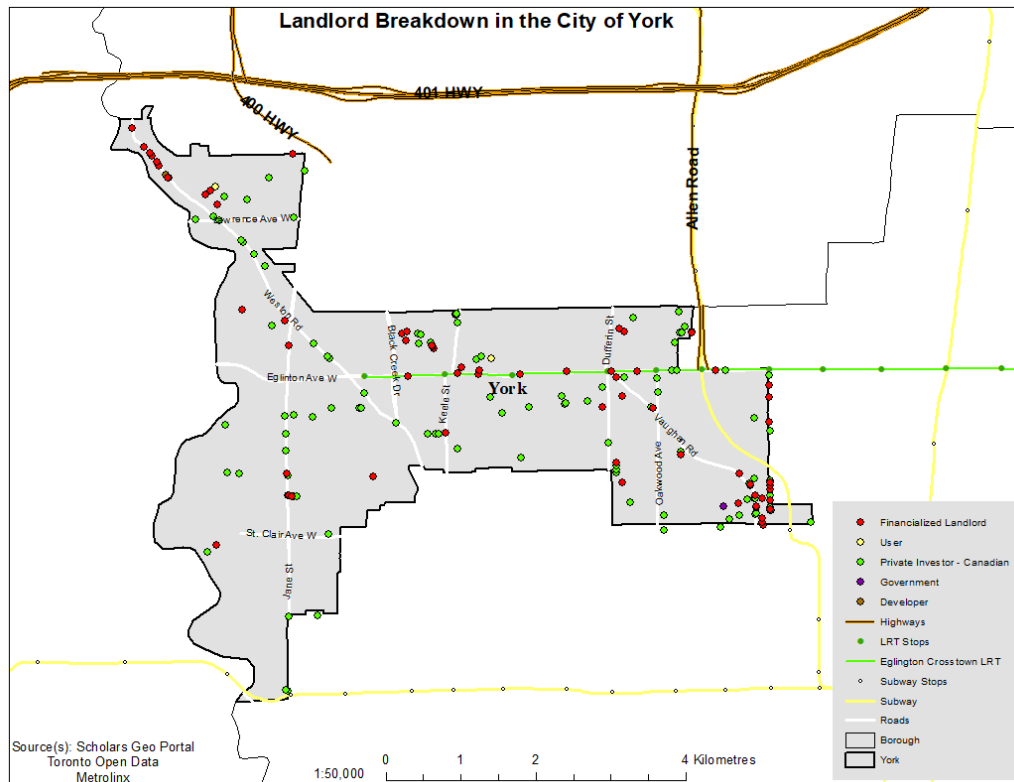 Landlord Breakdown in the City of York
401 HWY
400 HWY
Allen Road
Lawrence Ave W
Weston Rd
Black Creek Dr
Dufferin St
Eglinton Ave W
Keele St
York
Vaughan Rd
Oakwood Ave
St. Clair Ave W
Jane St
Financialized Landlord
User
Private Investor - Canadian
Government
Developer
Highways
LRT Stops
Eglington Crosstown LRT
Subway Stops
Subway
Roads
Borough
York
Source(s): Scholars Geo Portal
Toronto Open Data
Metrolinx
1:50,000
0 1 2 4 Kilometres